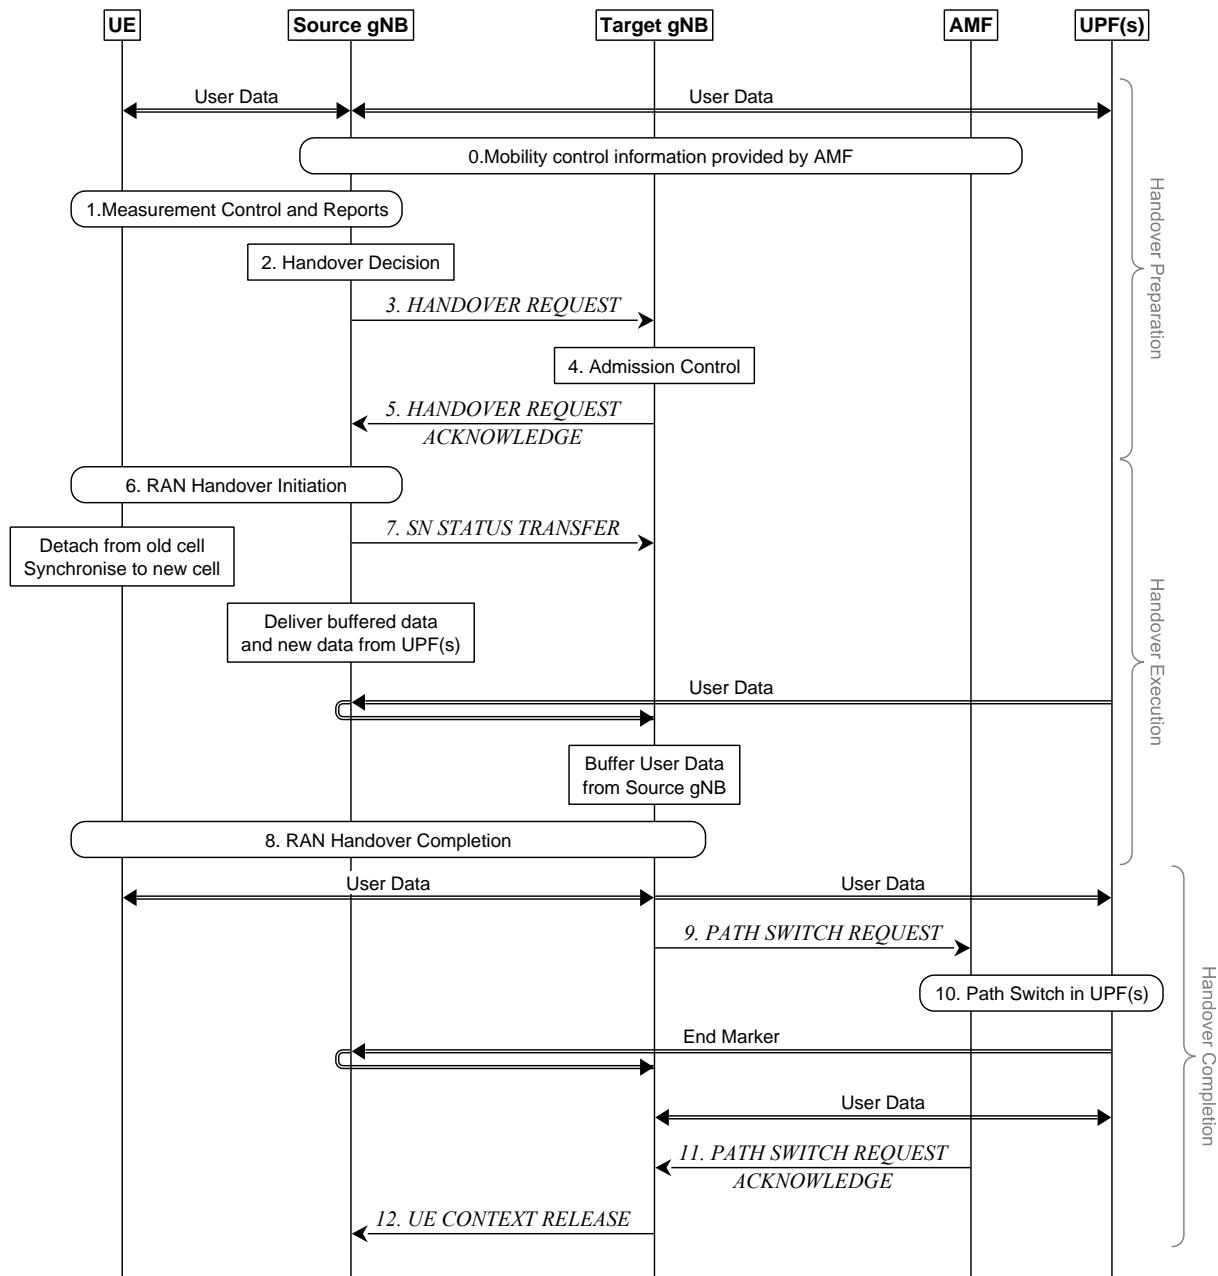 UE
Source gNB
Target gNB
AMF
UPF(s)
User Data
User Data
0.Mobility control information provided by AMF
1.Measurement Control and Reports
2. Handover Decision
3. HANDOVER REQUEST
4. Admission Control
5. HANDOVER REQUEST
ACKNOWLEDGE
Handover Preparation
6. RAN Handover Initiation
7. SN STATUS TRANSFER
Detach from old cell
Synchronise to new cell
Deliver buffered data
and new data from UPF(s)
User Data
Buffer User Data
from Source gNB
8. RAN Handover Completion
Handover Execution
User Data
User Data
9. PATH SWITCH REQUEST
10. Path Switch in UPF(s)
End Marker
User Data
11. PATH SWITCH REQUEST
ACKNOWLEDGE
12. UE CONTEXT RELEASE
Handover Completion